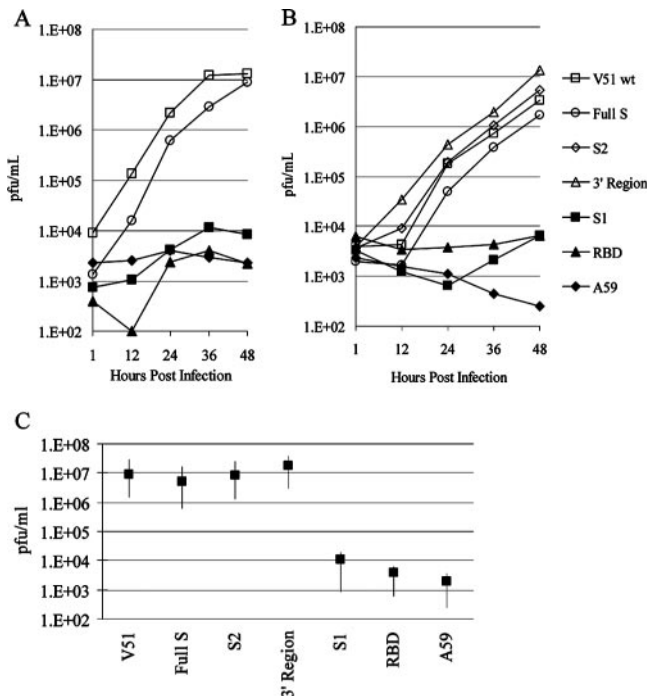 A
1.E+08
1.E+07
1.E+06
1.E+05
1.E+04
1.E+03
1.E+02
pfu/mL
1 12 24 36 48
Hours Post Infection
B
1.E+08
1.E+07
1.E+06
1.E+05
1.E+04
1.E+03
1.E+02
pfu/mL
1 12 24 36 48
Hours Post Infection
V51 wt
Full S
S2
3' Region
S1
RBD
A59
C
1.E+08
1.E+07
1.E+06
1.E+05
1.E+04
1.E+03
1.E+02
pfu/ml
V51
Full S
S2
3' Region
S1
RBD
A59